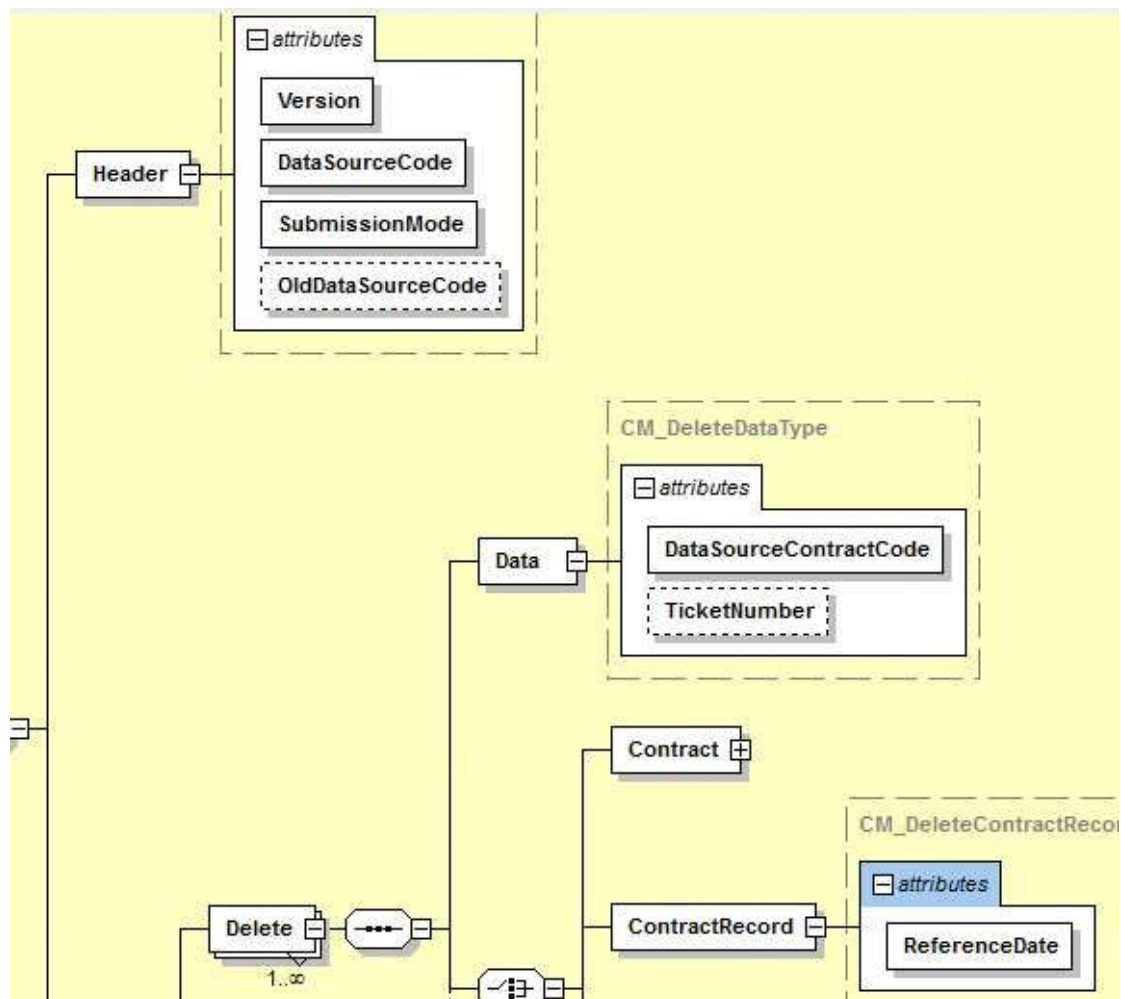 attributes
Version
DataSourceCode
Header
SubmissionMode
OldDataSourceCode
CM_DeleteDataType
attributes
DataSourceContractCode
Data
TicketNumber
Contract
CM_DeleteContractRecor
attributes
Delete
ContractRecord
ReferenceDate
1..∞